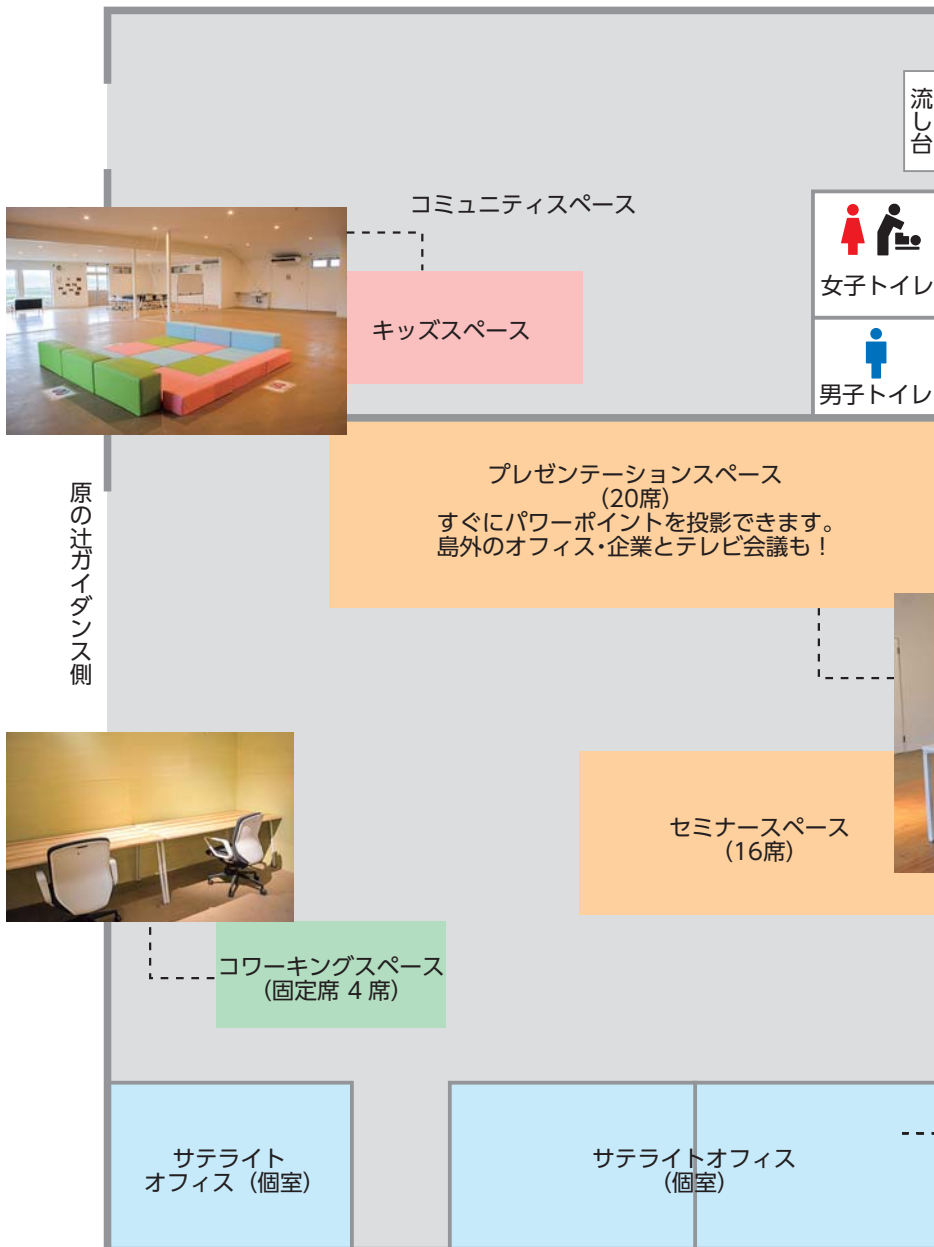 流し台
コミュニティスペース
女子トイレ
キッズスペース
男子トイレ
プレゼンテーションスペース
(20席)
すぐにパワーポイントを投影できます。
島外のオフィス・企業とテレビ会議も！
原の辻ガイダンス側
セミナースペース
(16席)
コワーキングスペース
(固定席 4 席)
サテライト
オフィス（個室）
サテライトオフィス
(個室)